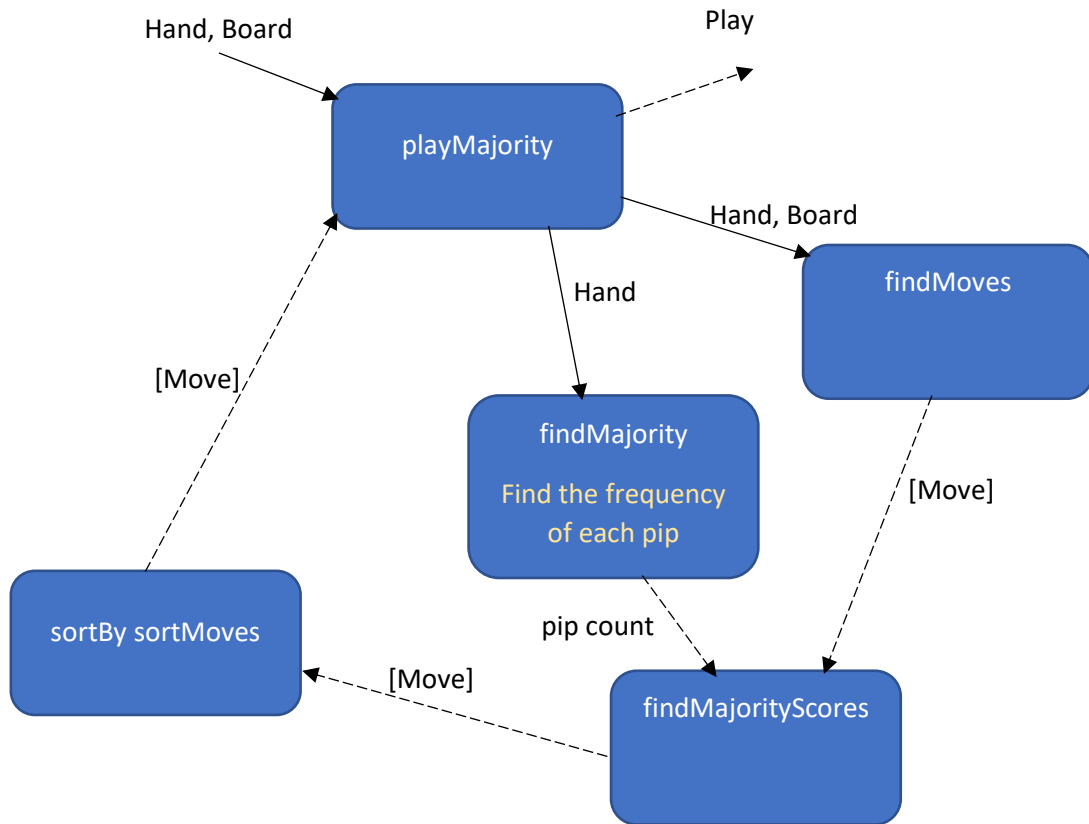 Hand, Board
Play
playMajority
Hand, Board
findMoves
Hand
[Move]
findMajority
Find the frequency
of each pip
[Move]
sortBy sortMoves
pip count
[Move]
findMajorityScores